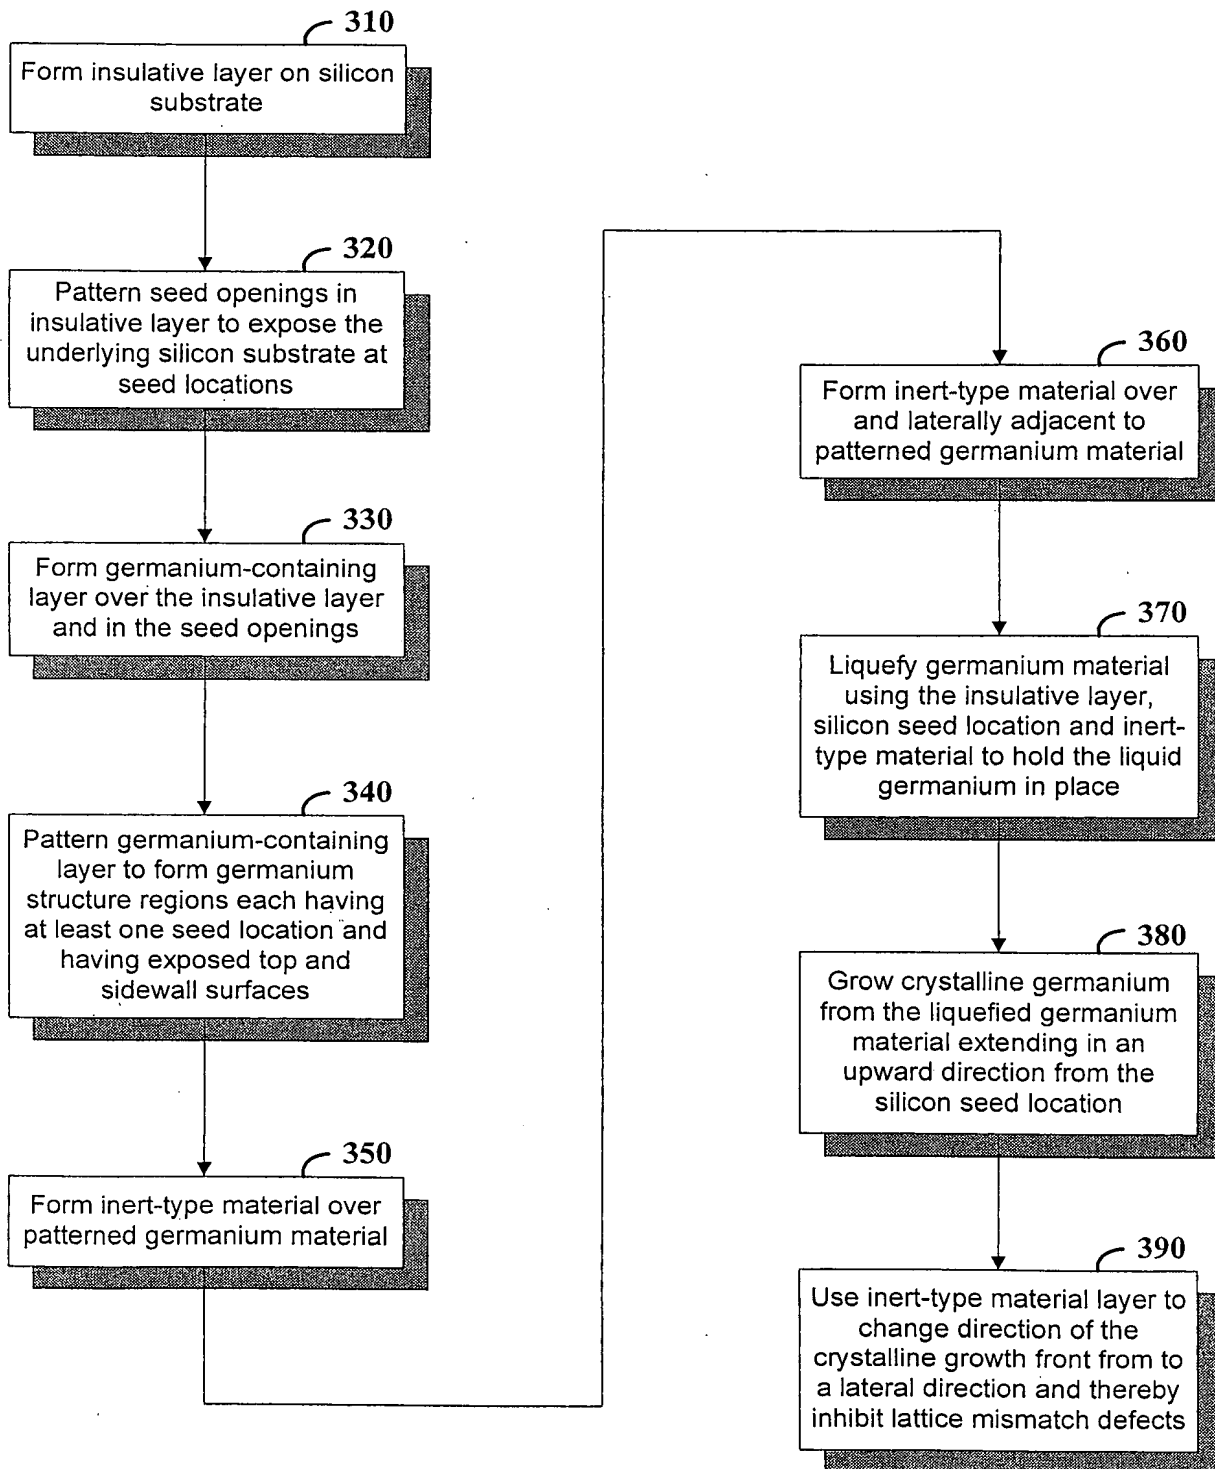 310
Form insulative layer on silicon
substrate
320
Pattern seed openings in
insulative layer to expose the
underlying silicon substrate at
seed locations
330
Form germanium-containing
layer over the insulative layer
and in the seed openings
340
Pattern germanium-containing
layer to form germanium
structure regions each having
at least one seed location and
having exposed top and
sidewall surfaces
350
Form inert-type material over
patterned germanium material
360
Form inert-type material over
and laterally adjacent to
patterned germanium material
370
Liquefy germanium material
using the insulative layer,
silicon seed location and inert-
type material to hold the liquid
germanium in place
380
Grow crystalline germanium
from the liquefied germanium
material extending in an
upward direction from the
silicon seed location
390
Use inert-type material layer to
change direction of the
crystalline growth front from to
a lateral direction and thereby
inhibit lattice mismatch defects